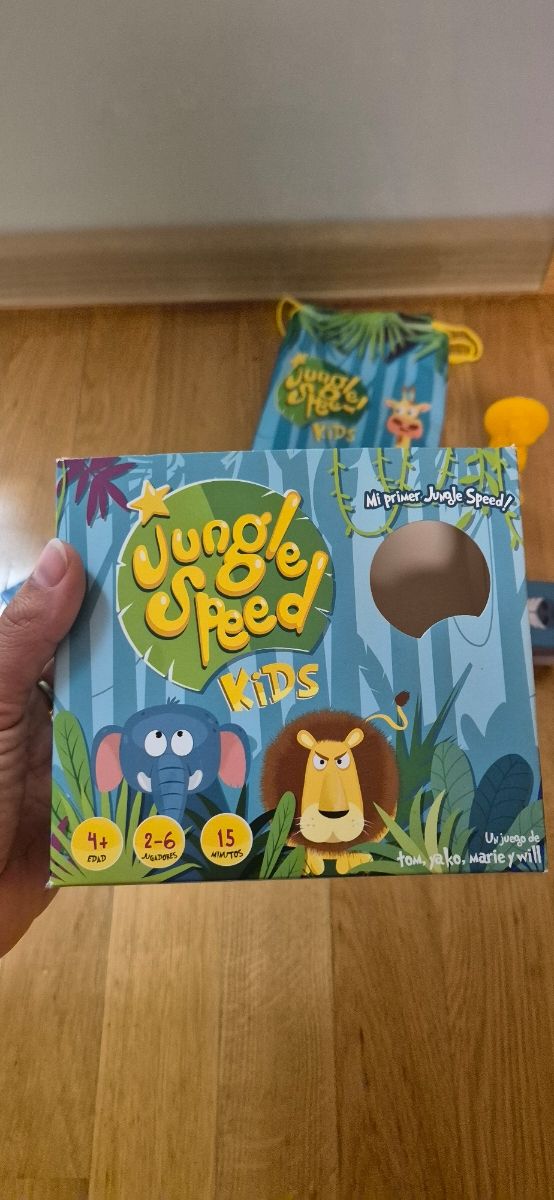 Jungle
Speed
KiDS
Jungle
Speed
KiDS
Mi primer Jungle Speed!
4+
EDAD
2-6
JUGADORES
15
MINUTOS
Un juego de
tom, yako, Marie y will